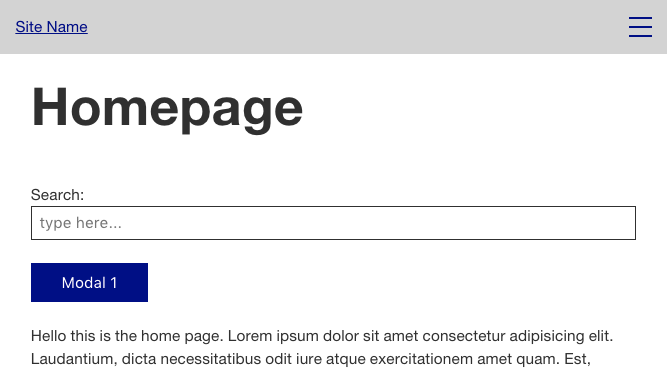 Site Name
Homepage
Search:
type here...
Modal 1
Hello this is the home page. Lorem ipsum dolor sit amet consectetur adipisicing elit.
Laudantium, dicta necessitatibus odit iure atque exercitationem amet quam. Est,